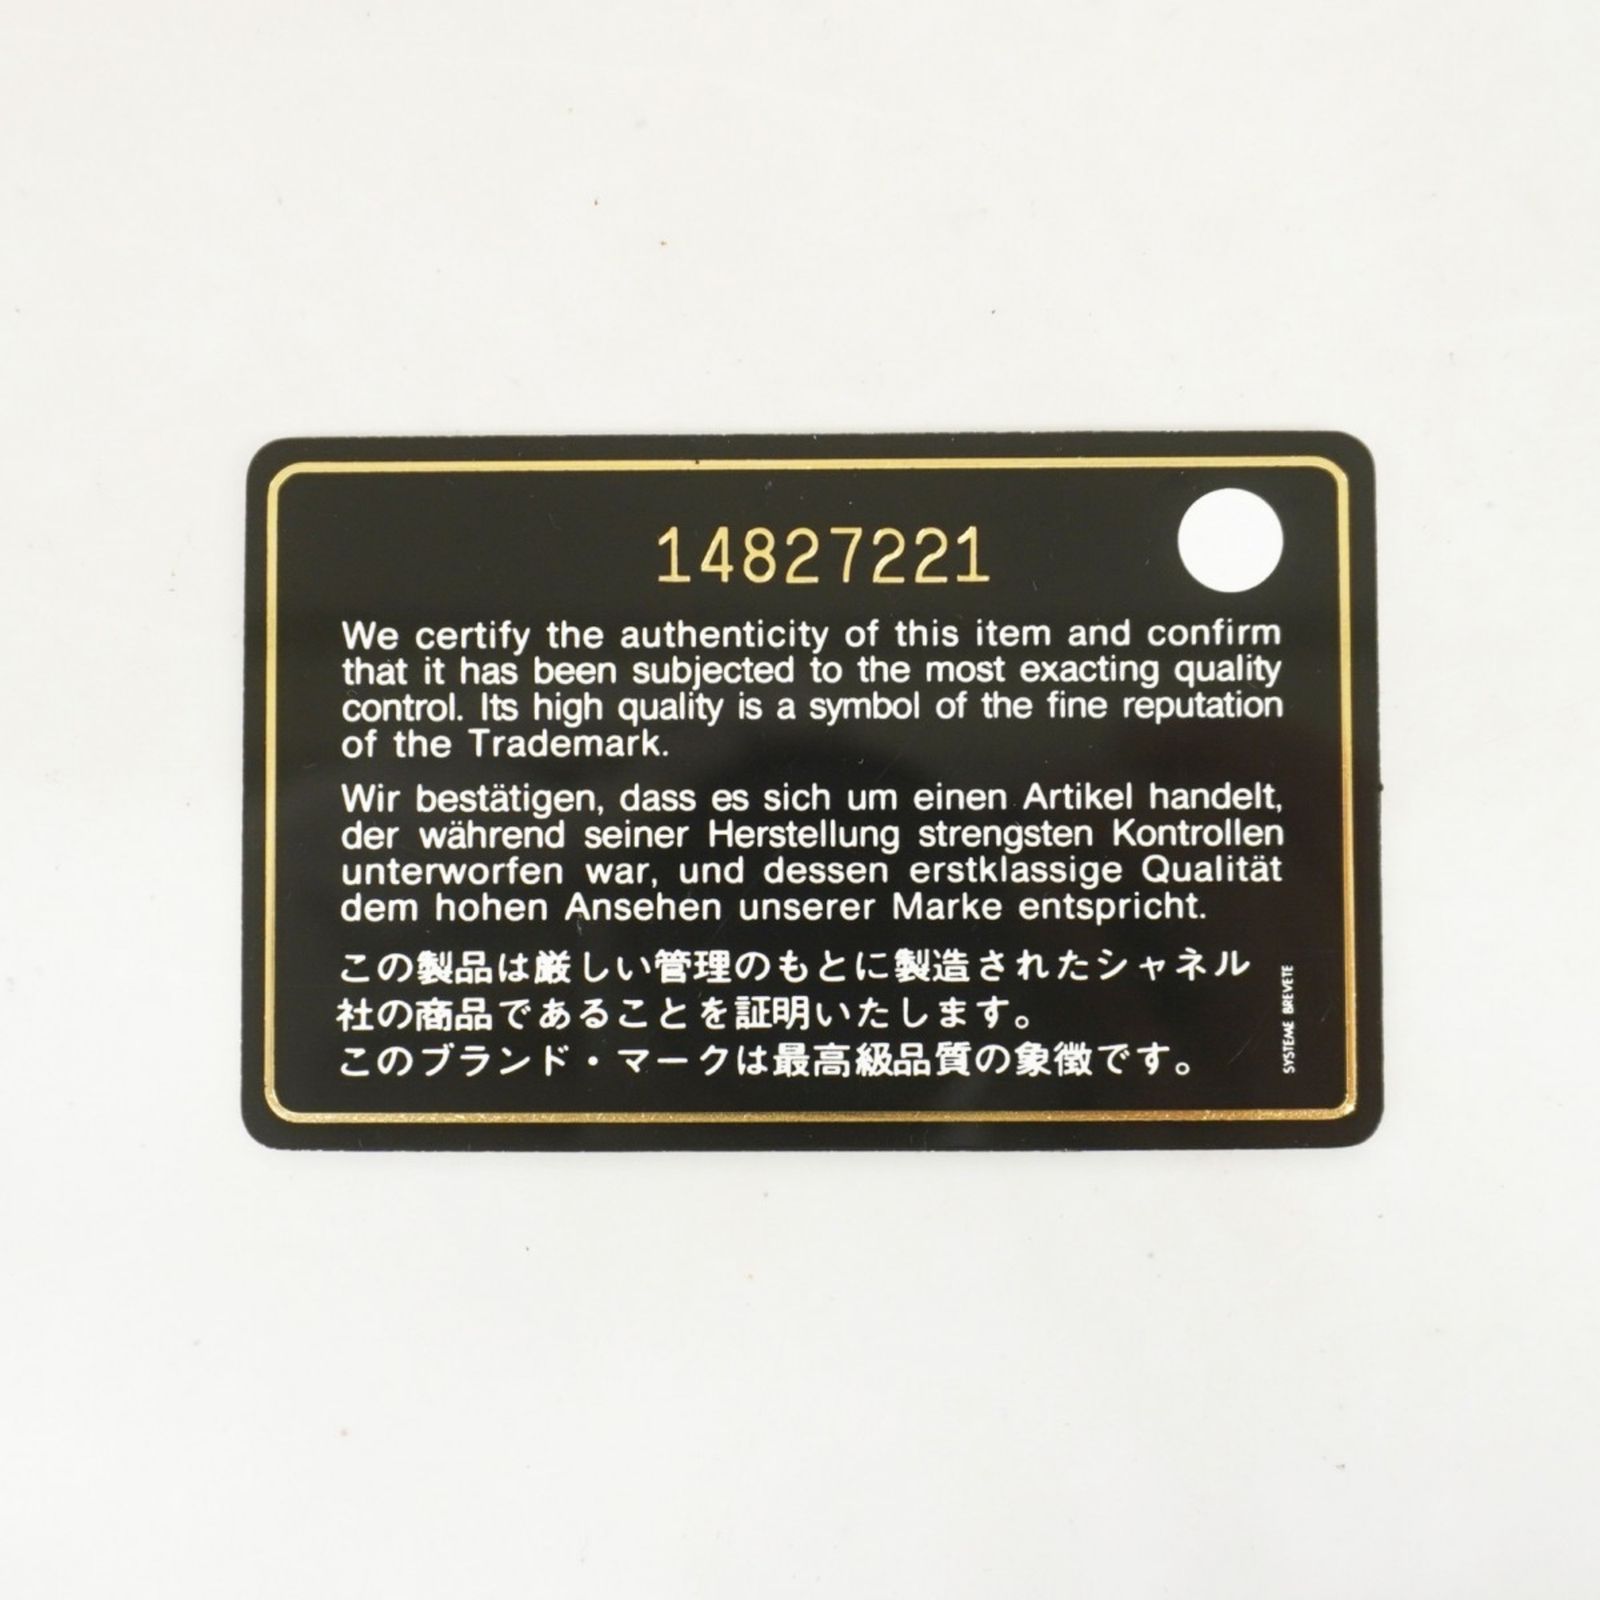 14827221
We certify the authenticity of this item and confirm
that it has been subjected to the most exacting quality
control. Its high quality is a symbol of the fine reputation
of the Trademark.
Wir bestätigen, dass es sich um einen Artikel handelt,
der während seiner Herstellung strengsten Kontrollen
unterworfen war, und dessen erstklassige Qualität
dem hohen Ansehen unserer Marke entspricht.
この製品は厳しい管理のもとに製造されたシャネル
社の商品であることを証明いたします。
このブランド・マークは最高級品質の象徴です。
SYSTEME BREVETE